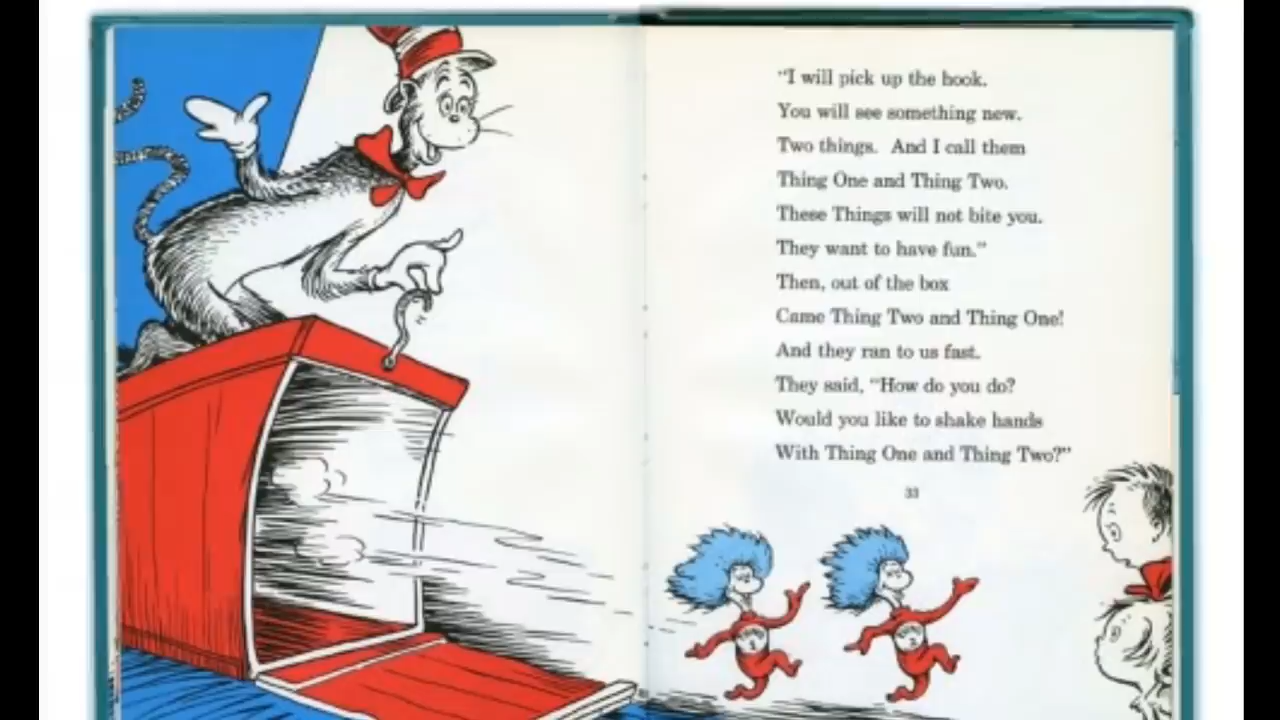 "I will pick up the hook.
You will see something new.
Two things. And I call them
Thing One and Thing Two.
These Things will not bite you.
They want to have fun."
Then, out of the box
Came Thing Two and Thing One!
And they ran to us fast.
They said, "How do you do?
Would you like to shake hands
With Thing One and Thing Two?"
33